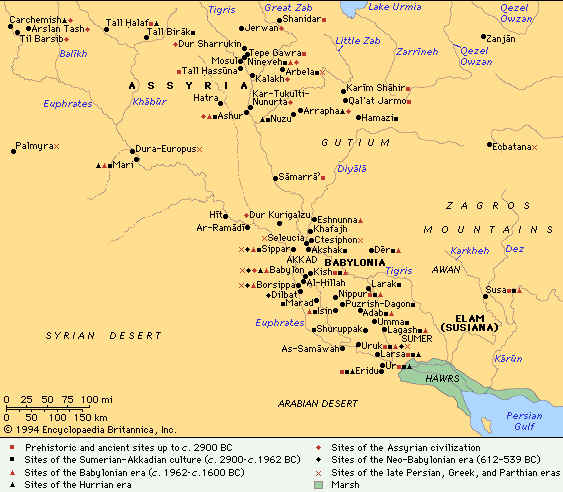 Carchemish
Arslan Tash
Til Barsib
Tall Halaf
Tall Birāk
Tigris
Great Zab
Shanidar
Lake Urmia
Qezel
Owzan
Jerwan
Zanjān
Balīkh
Dur Sharrukin
Tepe Gawra
Little Zab
Zarrīneh
Qezel
Owzan
Mosul
Nineveh
Tall Hassūna
Arbela
Kalakh
ASSYRIA
Karīm Shāhir
Euphrates
Khābūr
Hatra
Kar-Tukulti-
Nunurta
Qal'at Jarmo
Ashur
Nuzu
Arrapha
Hamazi
GUTIUM
Palmyra
Dura-Europus
Ecbatana
Mari
Diyālā
Sāmarrā'
ZAGROS
MOUNTAINS
Hīt
Dur Kurigalzu
Eshnunna
Ar-Ramādī
Khafajh
Seleucia
Ctesiphon
Karkheh
Dez
Sippar
Akshak
Dēr
AKKAD
BABYLONIA
Babylon
Kish
Tigris
AWAN
Borsippa
Al-Hillah
Larak
Susa
Dilbat
Nippur
Marad
Puzrish-Dagon
Isin
Adab
ELAM
(SUSIANA)
Euphrates
Umma
Shuruppak
Lagash
SYRIAN DESERT
SUMER
As-Samāwah
Uruk
Larsa
Kārūn
Eridu
Ur
HAWRS
0 25 50 75 100 mi
0 50 100 150 km
ARABIAN DESERT
Persian
Gulf
© 1994 Encyclopaedia Britannica, Inc.
Prehistoric and ancient sites up to c. 2900 BC
Sites of the Sumerian-Akkadian culture (c. 2900-c. 1962 BC)
Sites of the Babylonian era (c. 1962-c. 1600 BC)
Sites of the Hurrian era
Sites of the Assyrian civilization
Sites of the Neo-Babylonian era (612-539 BC)
Sites of the late Persian, Greek, and Parthian eras
Marsh